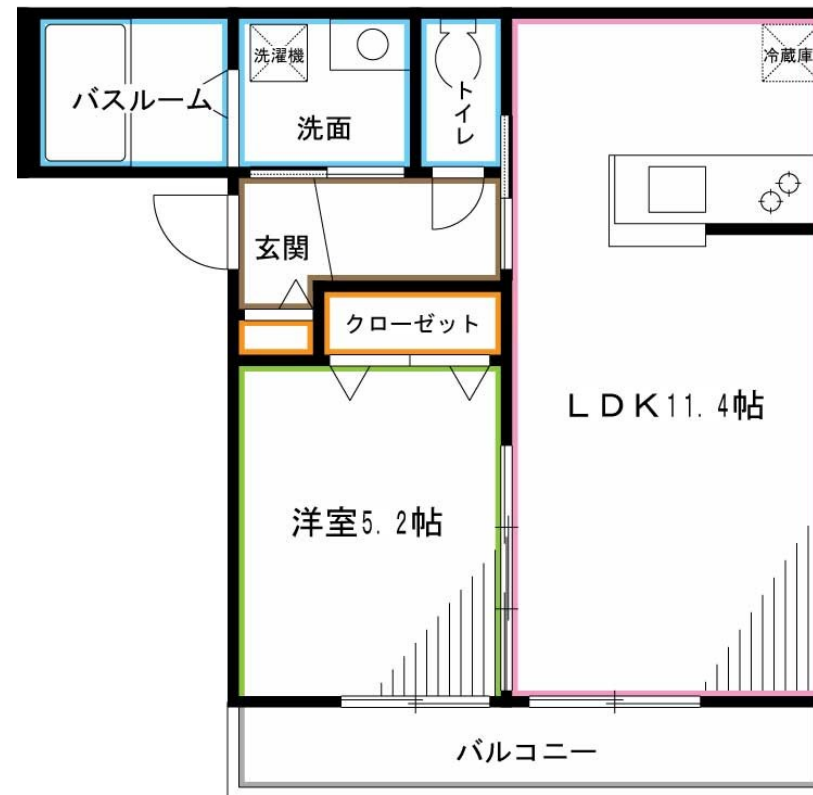 洗濯機
冷蔵庫
バスルーム
洗面
トイレ
玄関
クローゼット
LDK11.4帖
洋室5.2帖
バルコニー